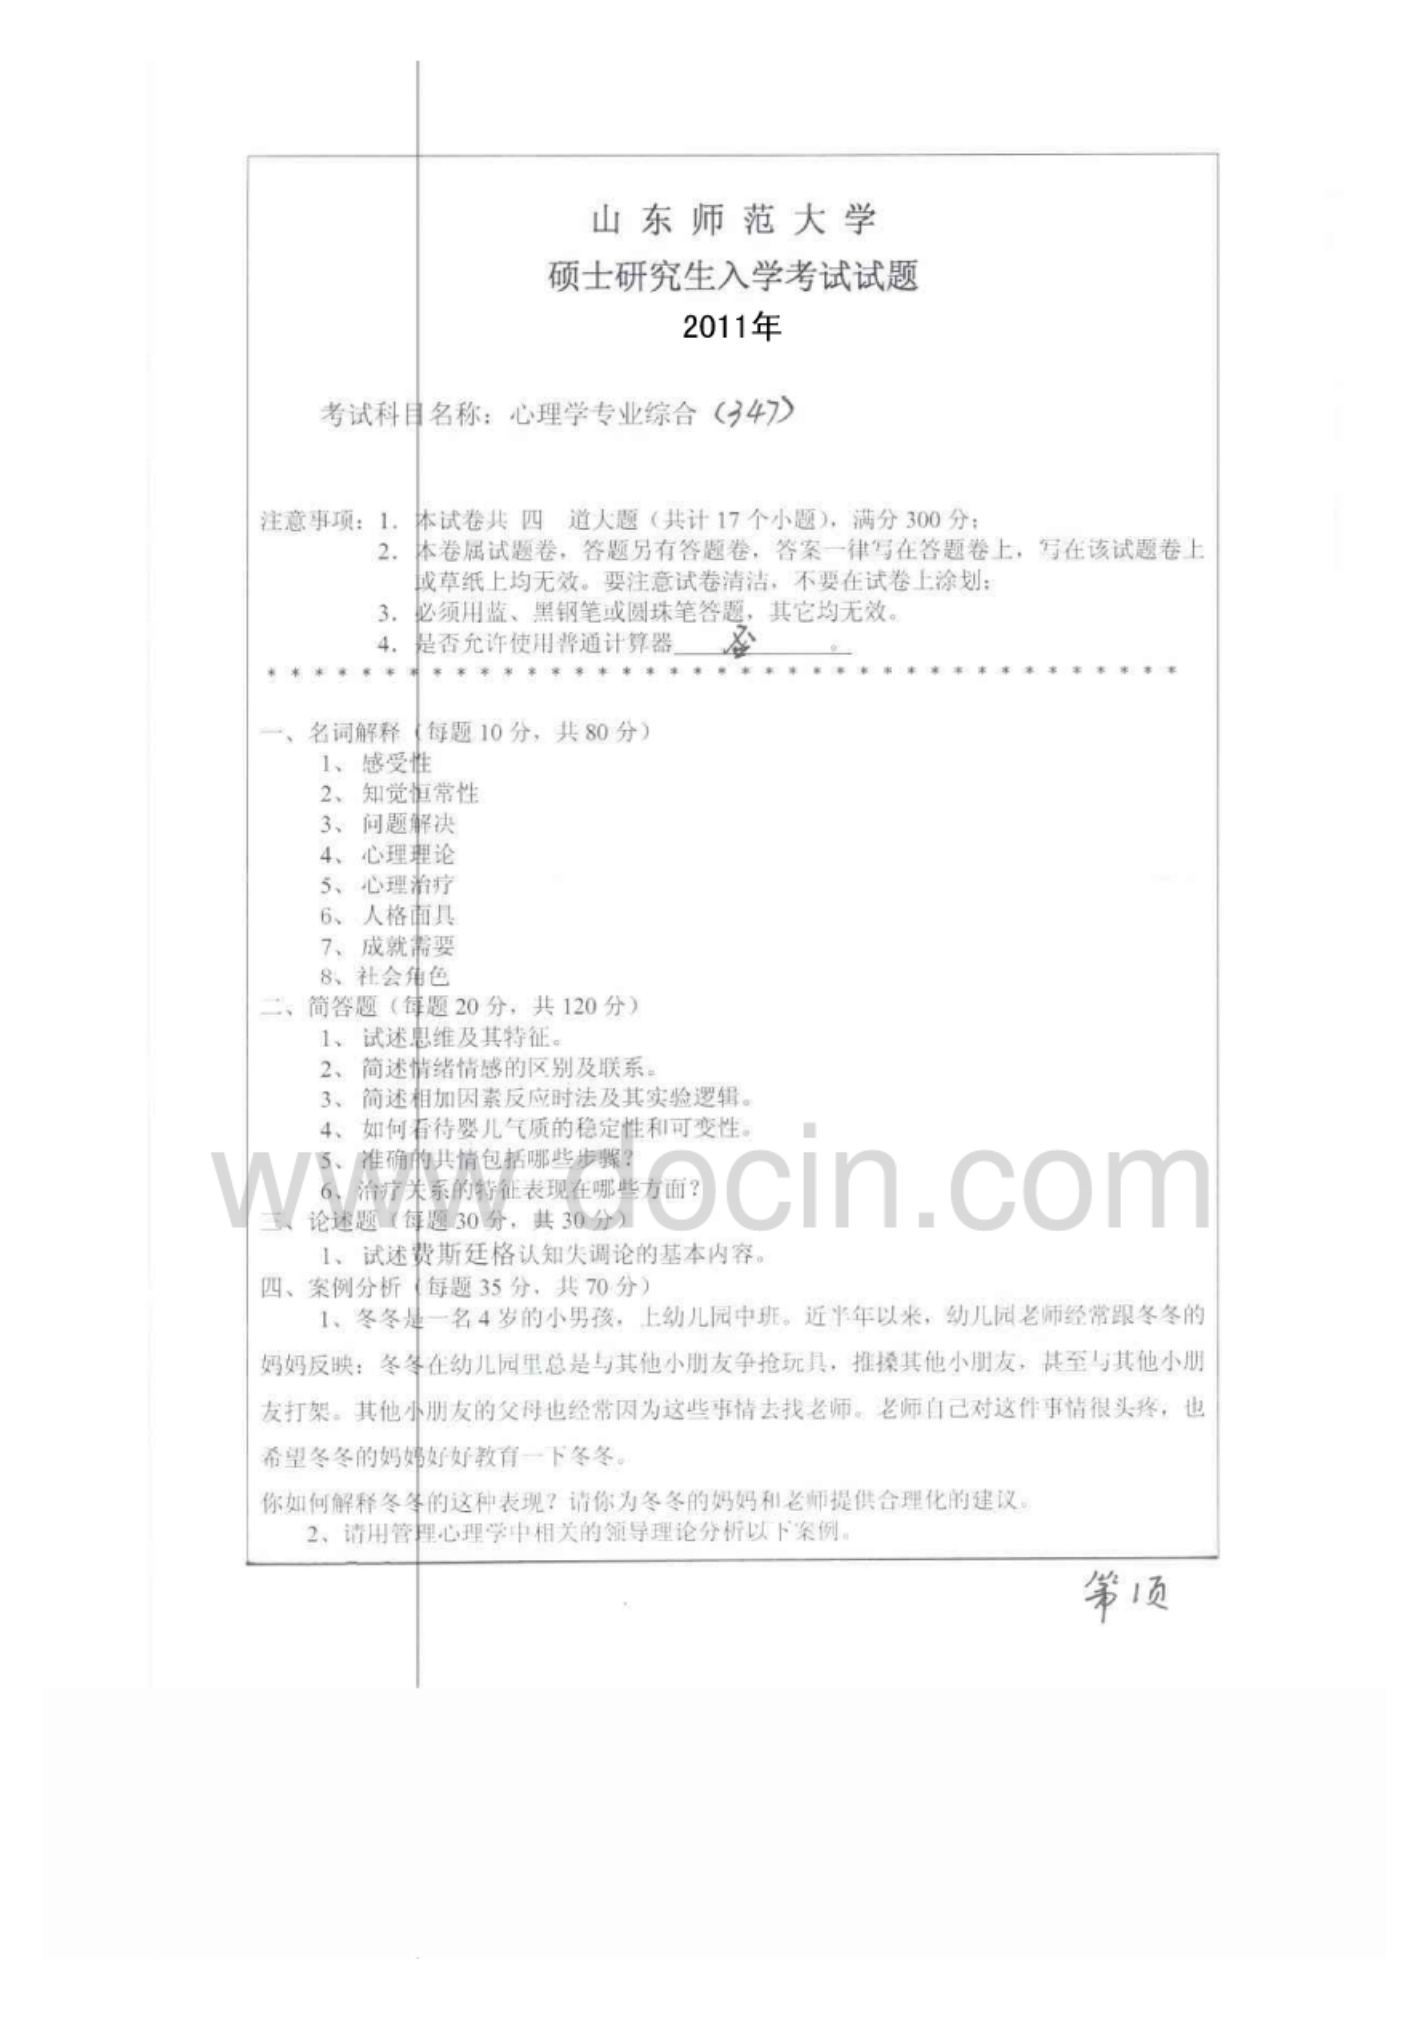 山东师范大学
硕士研究生入学考试试题
2011年
考试科目名称：心理学专业综合（347）
注意事项：1．本试卷共 四 道大题（共计 17 个小题），满分 300 分；
2．本卷属试题卷，答题另有答题卷，答案一律写在答题卷上，写在该试题卷上
或草纸上均无效。要注意试卷清洁，不要在试卷上涂划；
3．必须用蓝、黑钢笔或圆珠笔答题，其它均无效。
4．是否允许使用普通计算器 否 。
* * * * * * * * * * * * * * * * * * * * * * * * * * * * * * * * * * * * * * *
一、名词解释（每题 10 分，共 80 分）
1、 感受性
2、 知觉恒常性
3、 问题解决
4、 心理理论
5、 心理治疗
6、 人格面具
7、 成就需要
8、社会角色
二、简答题（每题 20 分，共 120 分）
1、 试述思维及其特征。
2、 简述情绪情感的区别及联系。
3、 简述相加因素反应时法及其实验逻辑。
4、 如何看待婴儿气质的稳定性和可变性。
5、准确的共情包括哪些步骤？
6、治疗关系的特征表现在哪些方面？
三、论述题（每题 30 分，共 30 分）
1、 试述费斯廷格认知失调论的基本内容。
四、案例分析（每题 35 分，共 70 分）
1、冬冬是一名 4 岁的小男孩，上幼儿园中班。近半年以来，幼儿园老师经常跟冬冬的
妈妈反映：冬冬在幼儿园里总是与其他小朋友争抢玩具，推搡其他小朋友，甚至与其他小朋
友打架。其他小朋友的父母也经常因为这些事情去找老师。老师自己对这件事情很头疼，也
希望冬冬的妈妈好好教育一下冬冬。
你如何解释冬冬的这种表现？请你为冬冬的妈妈和老师提供合理化的建议。
2、请用管理心理学中相关的领导理论分析以下案例。
第1页
www.docin.com